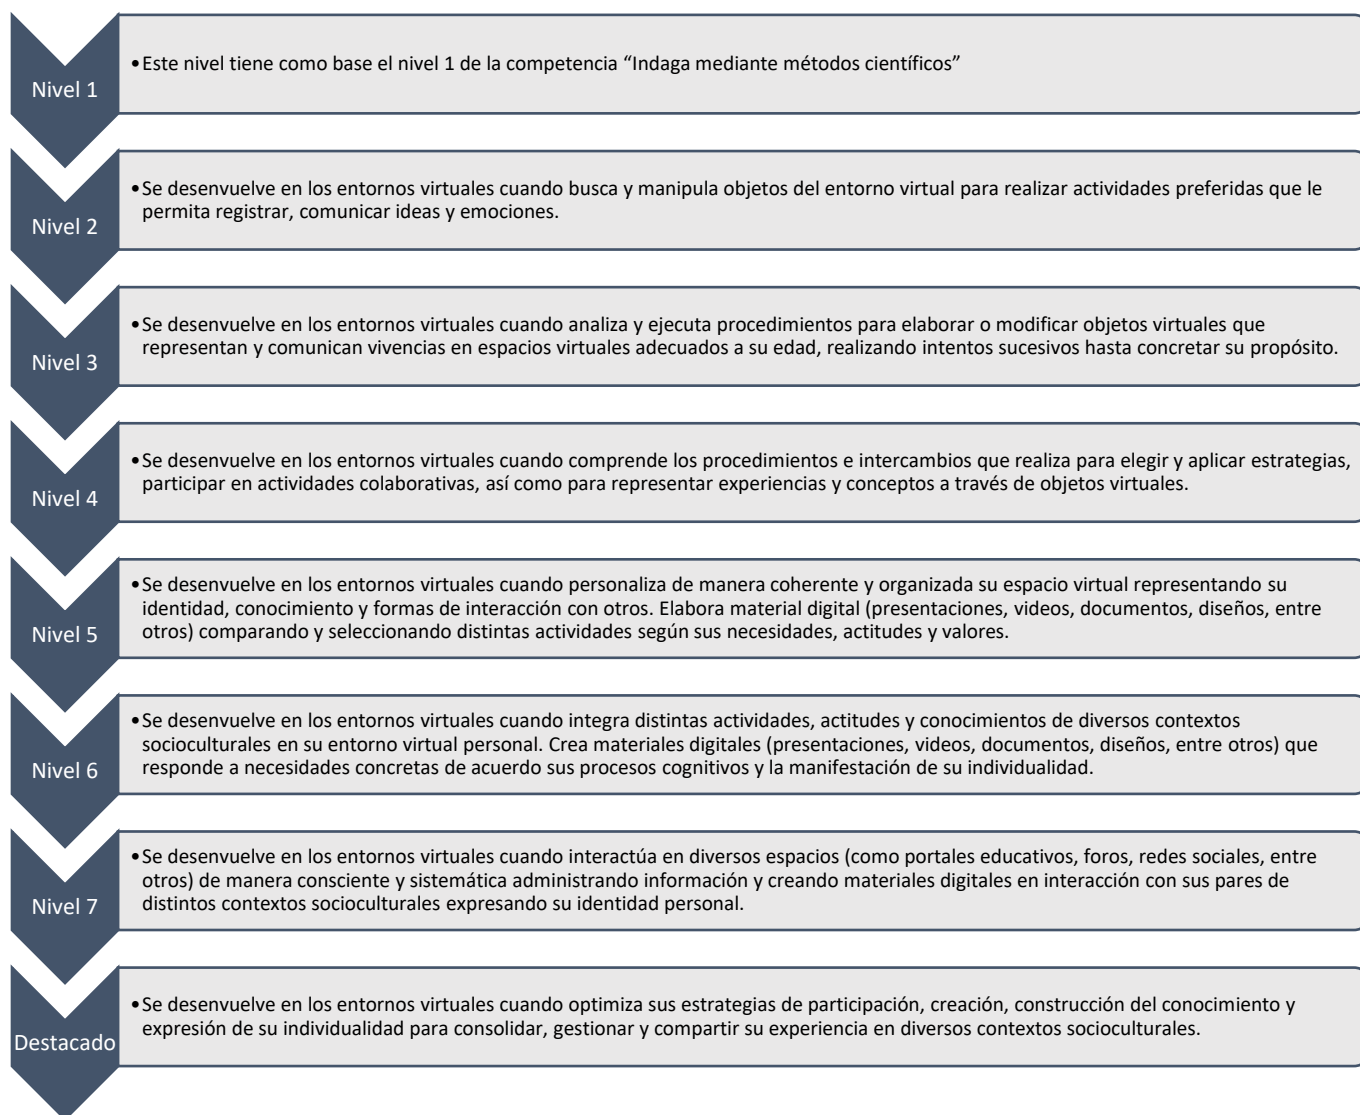 Nivel 1
•Este nivel tiene como base el nivel 1 de la competencia “Indaga mediante métodos científicos”
Nivel 2
•Se desenvuelve en los entornos virtuales cuando busca y manipula objetos del entorno virtual para realizar actividades preferidas que le
permita registrar, comunicar ideas y emociones.
Nivel 3
•Se desenvuelve en los entornos virtuales cuando analiza y ejecuta procedimientos para elaborar o modificar objetos virtuales que
representan y comunican vivencias en espacios virtuales adecuados a su edad, realizando intentos sucesivos hasta concretar su propósito.
Nivel 4
•Se desenvuelve en los entornos virtuales cuando comprende los procedimientos e intercambios que realiza para elegir y aplicar estrategias,
participar en actividades colaborativas, así como para representar experiencias y conceptos a través de objetos virtuales.
Nivel 5
•Se desenvuelve en los entornos virtuales cuando personaliza de manera coherente y organizada su espacio virtual representando su
identidad, conocimiento y formas de interacción con otros. Elabora material digital (presentaciones, videos, documentos, diseños, entre
otros) comparando y seleccionando distintas actividades según sus necesidades, actitudes y valores.
Nivel 6
•Se desenvuelve en los entornos virtuales cuando integra distintas actividades, actitudes y conocimientos de diversos contextos
socioculturales en su entorno virtual personal. Crea materiales digitales (presentaciones, videos, documentos, diseños, entre otros) que
responde a necesidades concretas de acuerdo sus procesos cognitivos y la manifestación de su individualidad.
Nivel 7
•Se desenvuelve en los entornos virtuales cuando interactúa en diversos espacios (como portales educativos, foros, redes sociales, entre
otros) de manera consciente y sistemática administrando información y creando materiales digitales en interacción con sus pares de
distintos contextos socioculturales expresando su identidad personal.
Destacado
•Se desenvuelve en los entornos virtuales cuando optimiza sus estrategias de participación, creación, construcción del conocimiento y
expresión de su individualidad para consolidar, gestionar y compartir su experiencia en diversos contextos socioculturales.